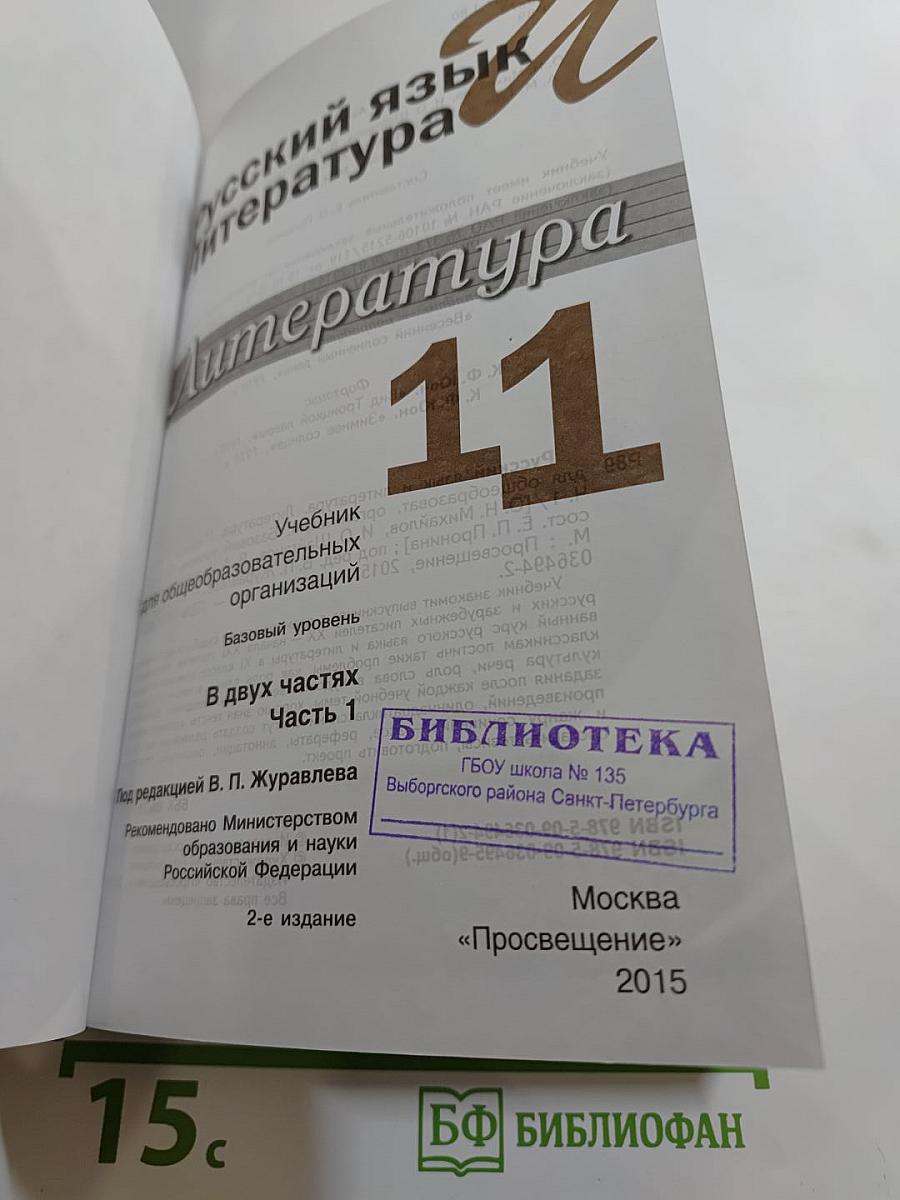 Русский язык
и
литература
Литература
11
Учебник
для общеобразовательных
организаций
Базовый уровень
В двух частях
Часть 1
Под редакцией В. П. Журавлева
Рекомендовано Министерством
образования и науки
Российской Федерации
2-е издание
БИБЛИОТЕКА
ГБОУ школа № 135
Выборгского района Санкт-Петербурга
Москва
«Просвещение»
2015
15 с
БФ БИБЛИОФАН